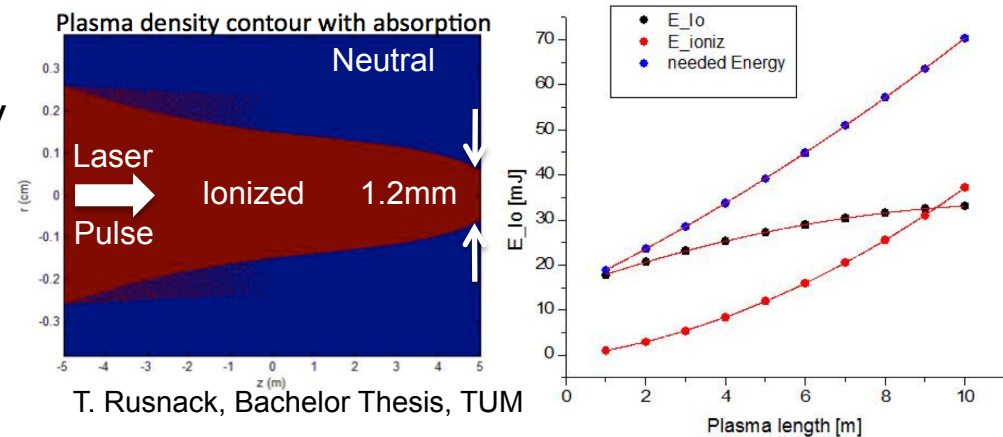 Plasma density contour with absorption
y
Neutral
Laser
Pulse
Ionized
1.2mm
r (cm)
0.3
0.2
0.1
0
-0.1
-0.2
-0.3
-5 -4 -3 -2 -1 0 1 2 3 4 5
z (m)
T. Rusnack, Bachelor Thesis, TUM
E_Io
E_ioniz
needed Energy
E_Io [mJ]
70
60
50
40
30
20
10
0
0 2 4 6 8 10
Plasma length [m]